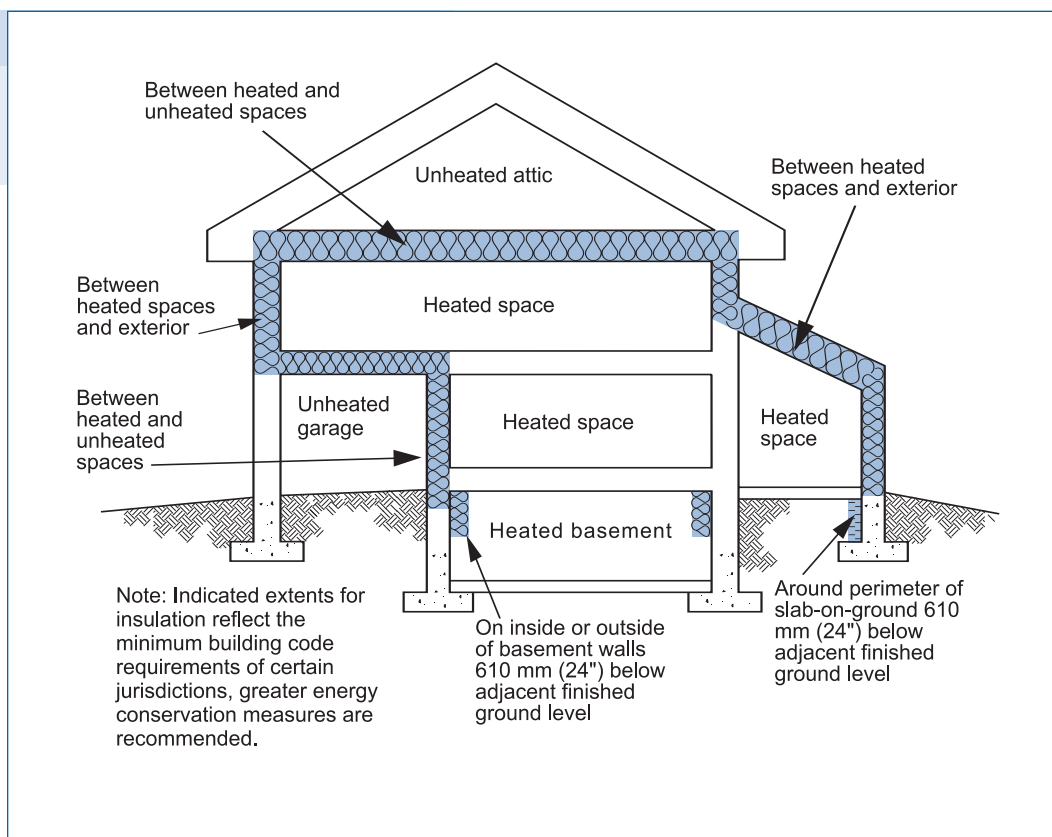 Between heated and
unheated spaces
Unheated attic
Between heated
spaces and exterior
Between
heated spaces
and exterior
Heated space
Between
heated and
unheated
spaces
Unheated
garage
Heated space
Heated
space
Heated basement
Note: Indicated extents for
insulation reflect the
minimum building code
requirements of certain
jurisdictions, greater energy
conservation measures are
recommended.
On inside or outside
of basement walls
610 mm (24") below
adjacent finished
ground level
Around perimeter of
slab-on-ground 610
mm (24") below
adjacent finished
ground level